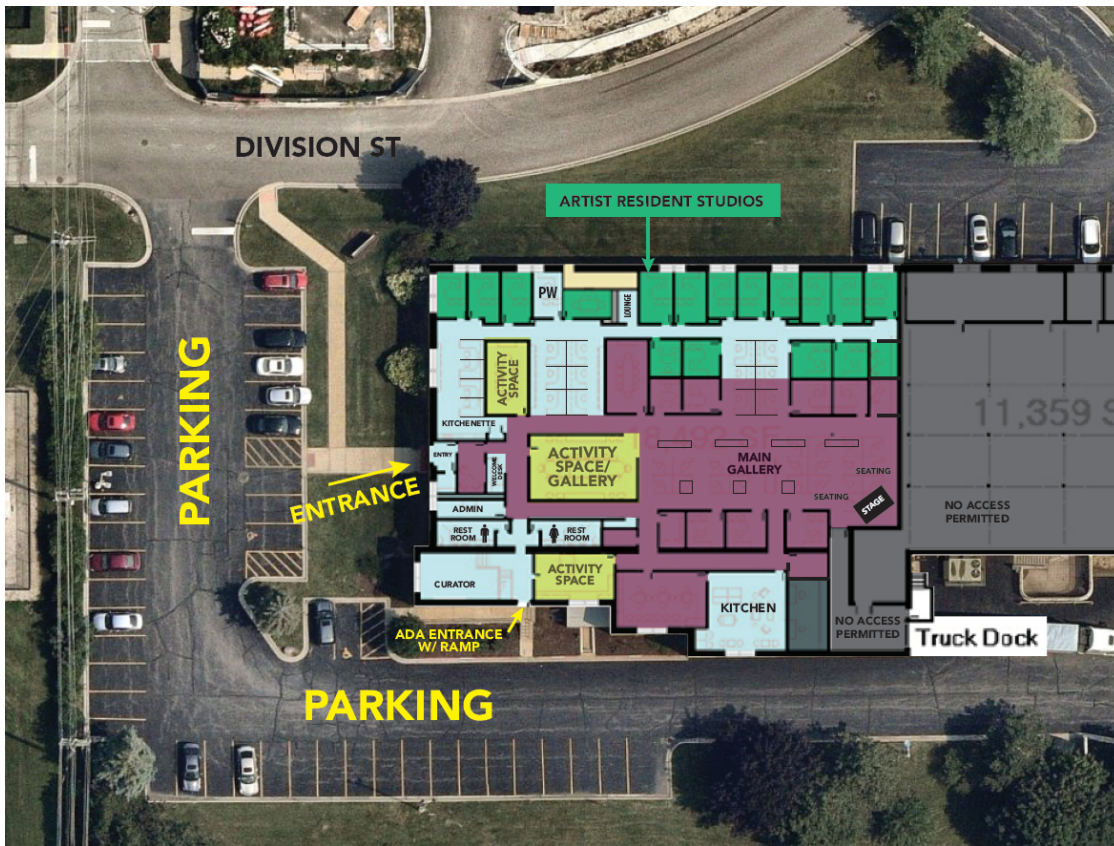 DIVISION ST
ARTIST RESIDENT STUDIOS
PW
LOUNGE
ACTIVITY
SPACE
KITCHENETTE
PARKING
ENTRY
WELCOME
DESK
ACTIVITY
SPACE/
GALLERY
MAIN
GALLERY
11,359 S
SEATING
SEATING
STAGE
NO ACCESS
PERMITTED
ENTRANCE
ADMIN
REST
ROOM
REST
ROOM
CURATOR
ACTIVITY
SPACE
KITCHEN
NO ACCESS
PERMITTED
Truck Dock
ADA ENTRANCE
W/ RAMP
PARKING